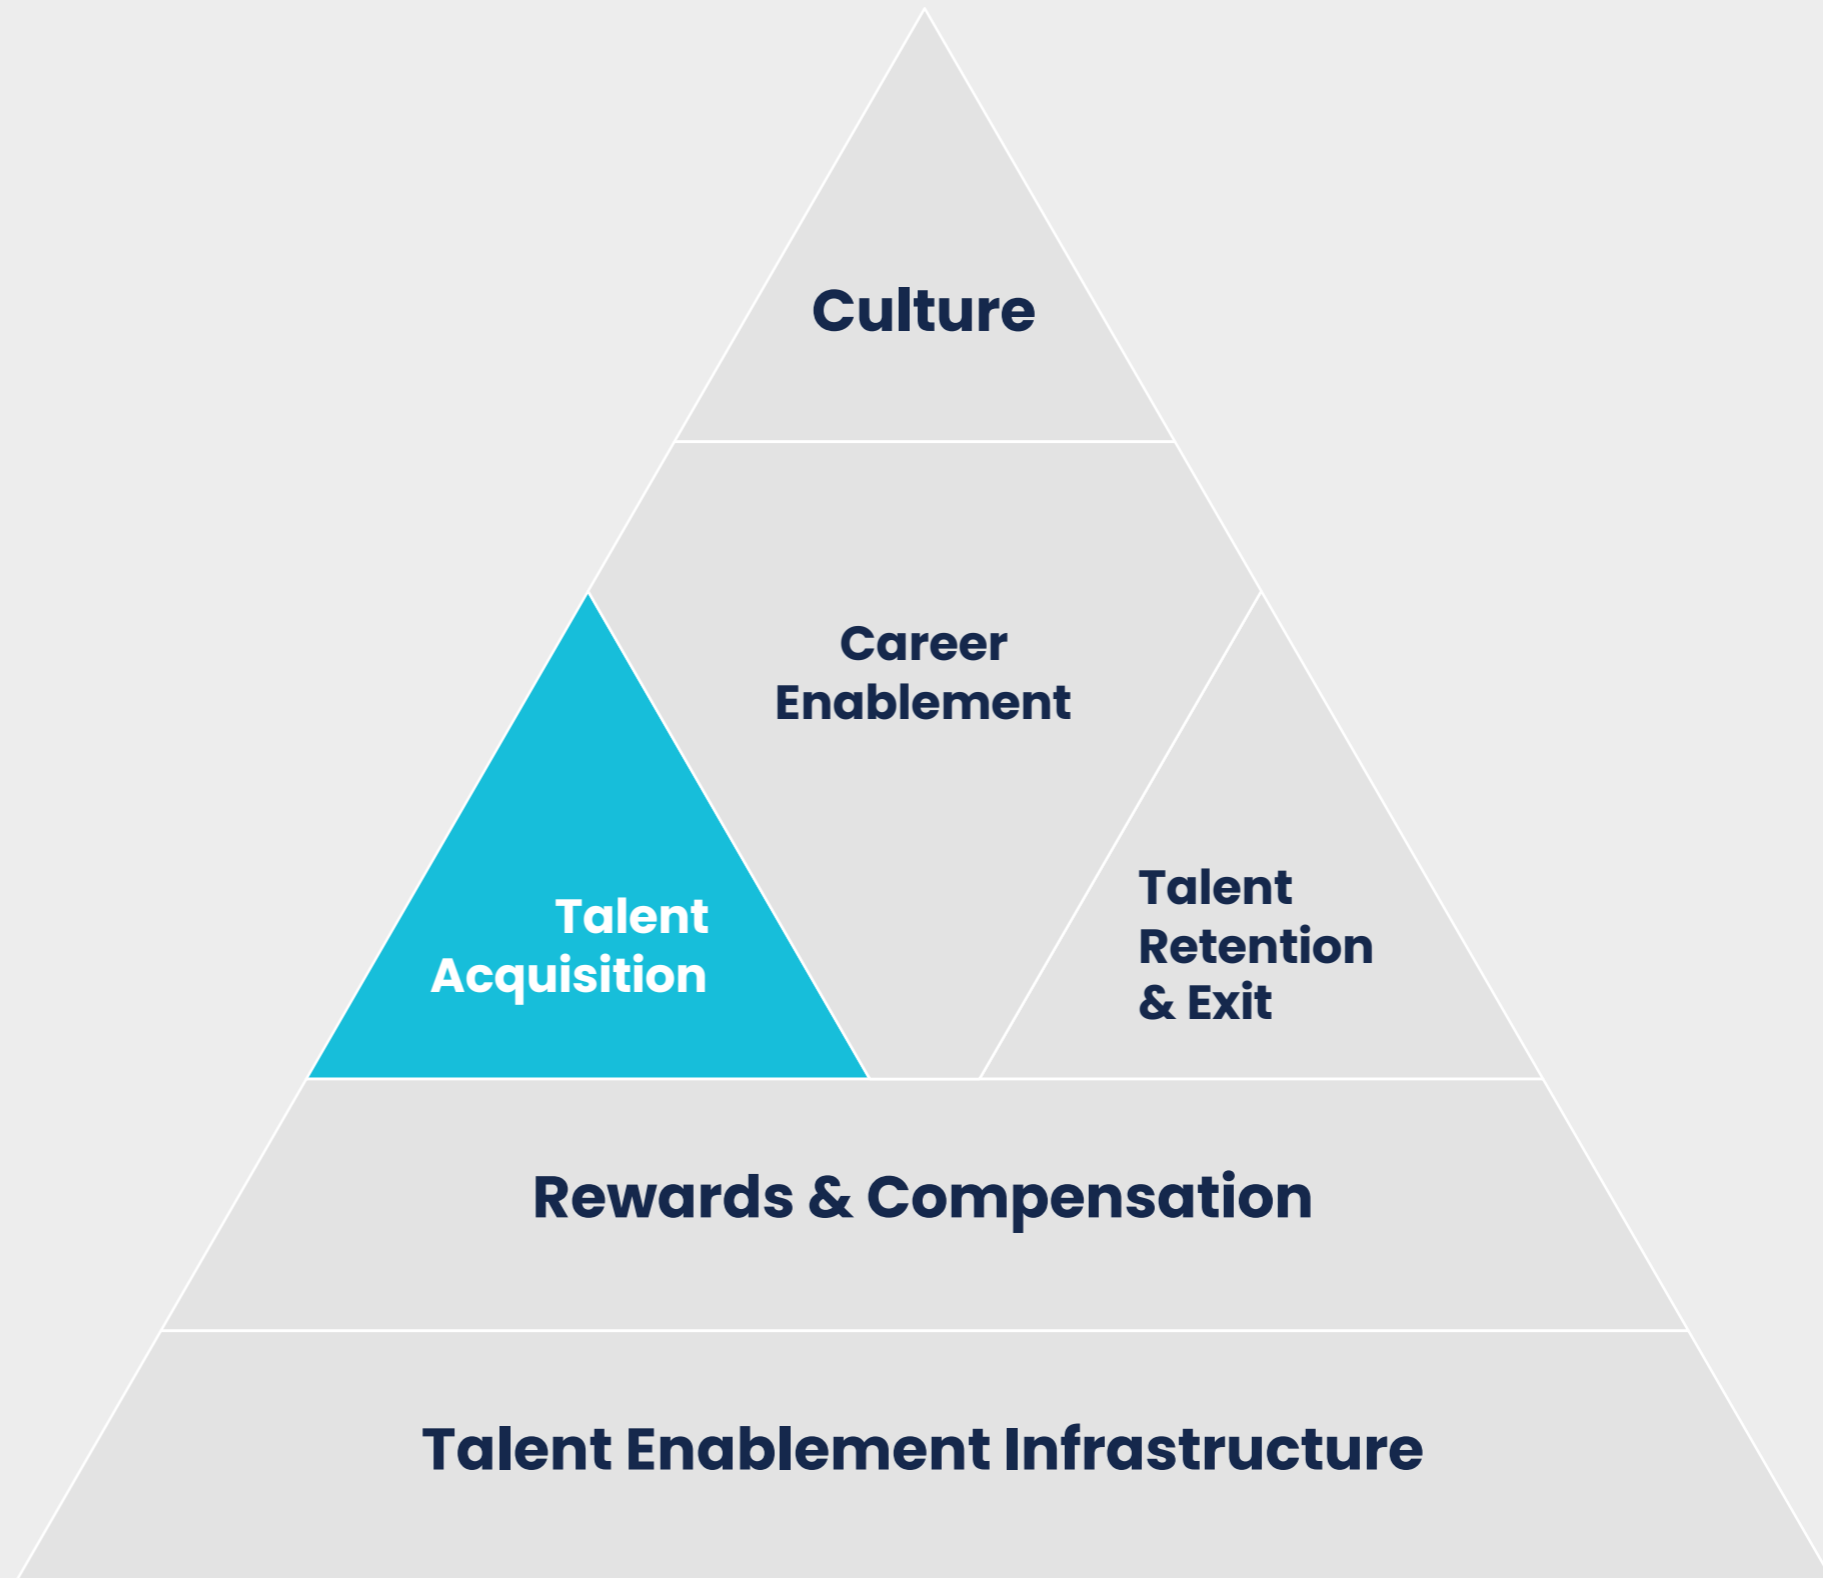 Culture
Career
Enablement
Talent
Acquisition
Talent
Retention
& Exit
Rewards & Compensation
Talent Enablement Infrastructure